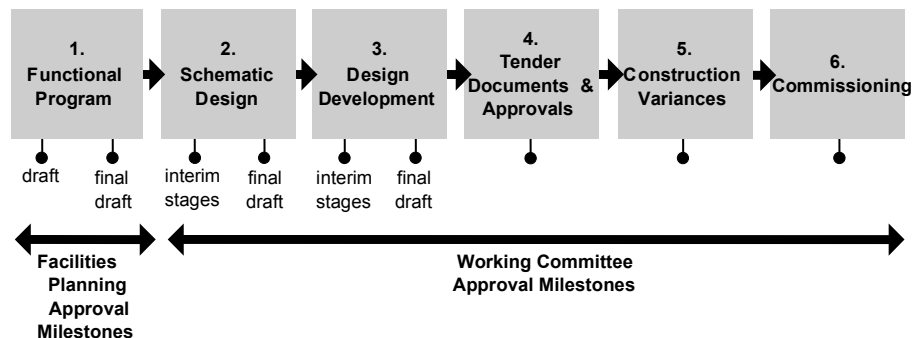 1.
Functional
Program
2.
Schematic
Design
3.
Design
Development
4.
Tender
Documents &
Approvals
5.
Construction
Variances
6.
Commissioning
draft
final
draft
interim
stages
final
draft
interim
stages
final
draft
Facilities
Planning
Approval
Milestones
Working Committee
Approval Milestones